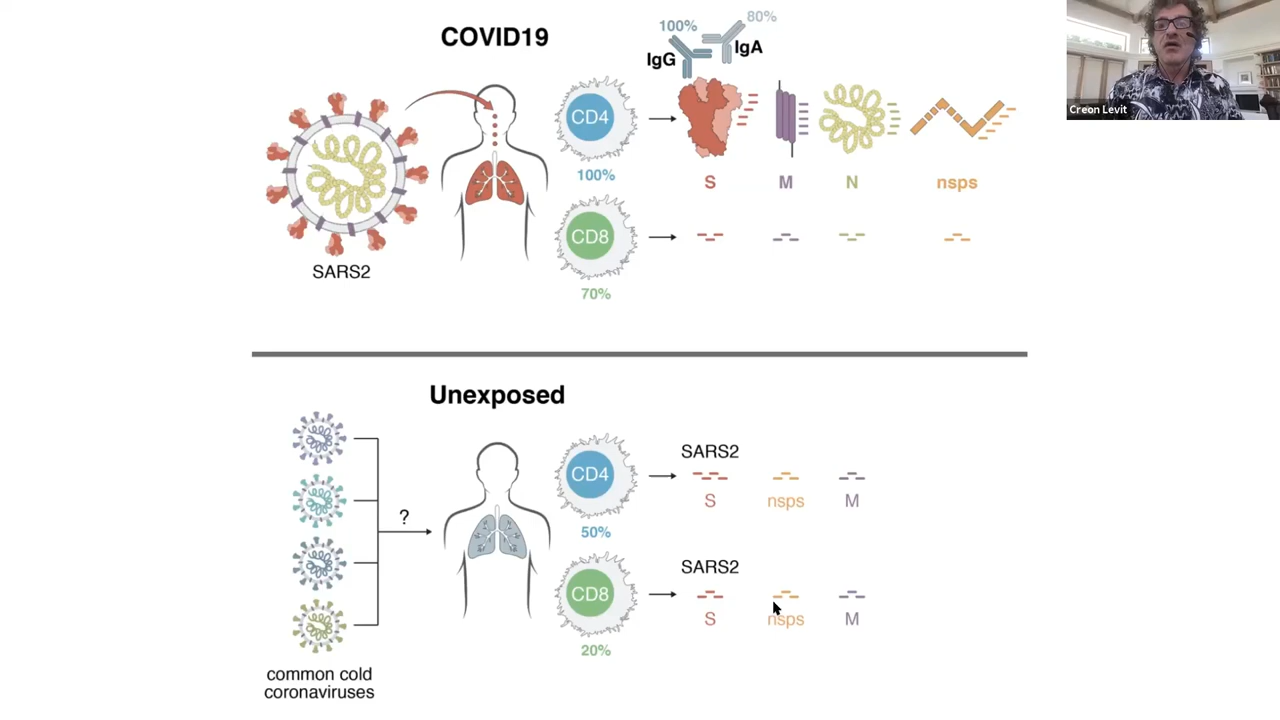 COVID19
100%
80%
IgG
IgA
CD4
100%
S
M
N
nsps
CD8
70%
SARS2
Creon Levit
Unexposed
?
CD4
50%
SARS2
S
nsps
M
CD8
20%
SARS2
S
nsps
M
common cold
coronaviruses